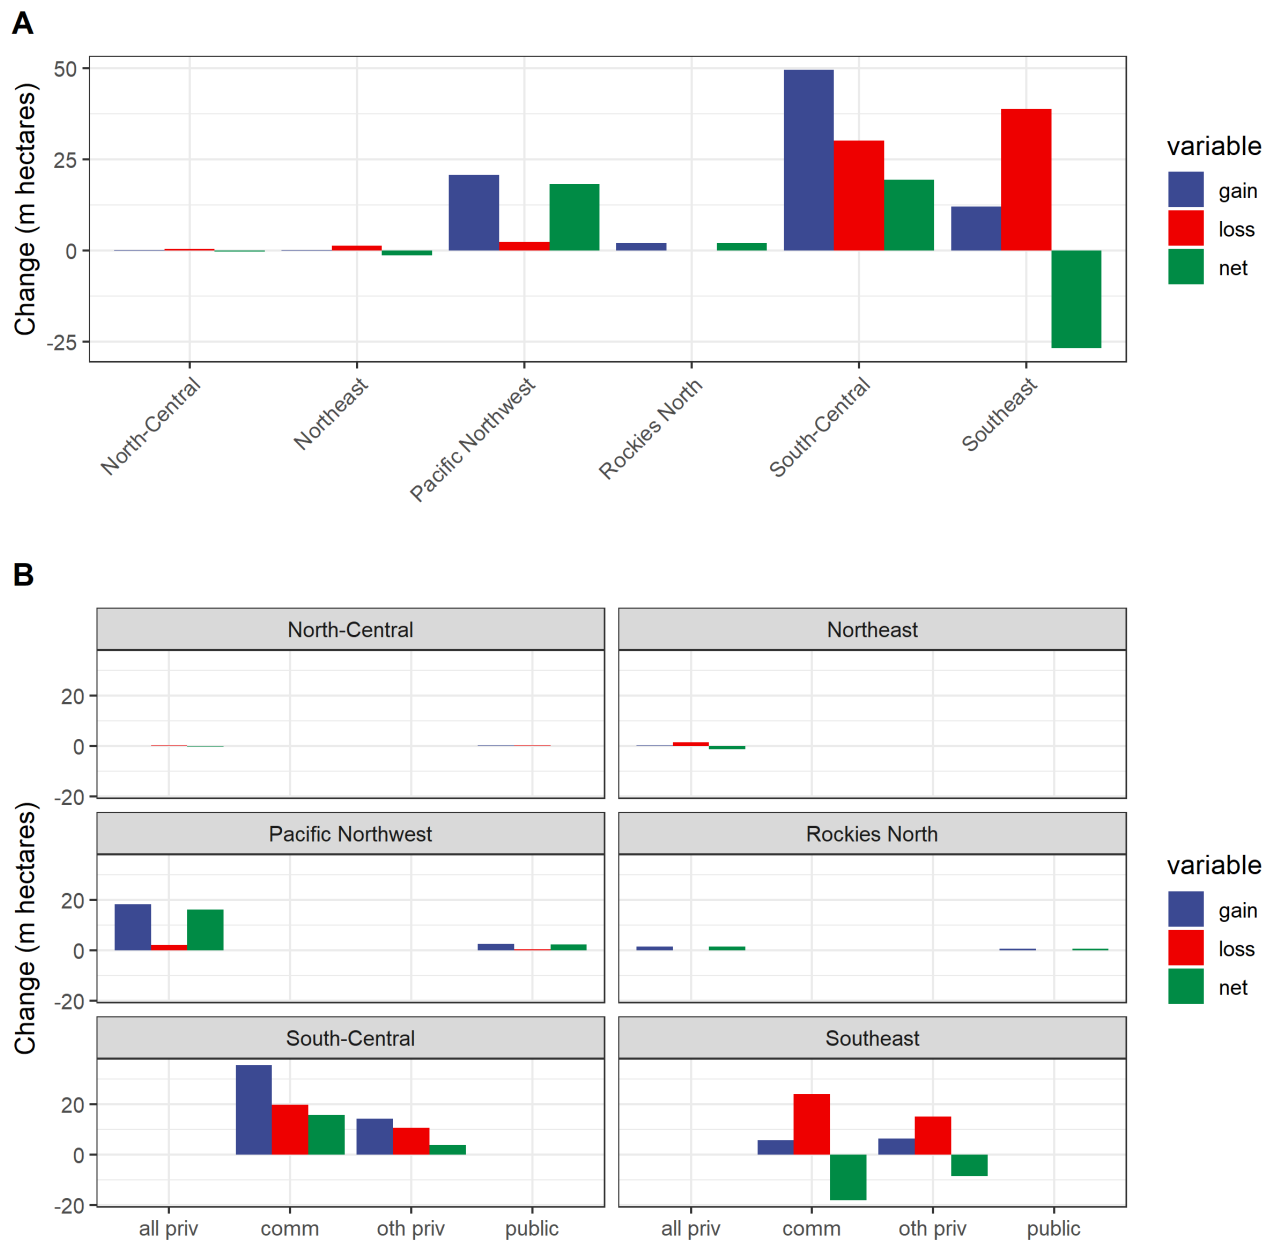 A
Change (m hectares)
50
25
0
-25
North-Central
Northeast
Pacific Northwest
Rockies North
South-Central
Southeast
variable
gain
loss
net
B
Change (m hectares)
North-Central
Northeast
20
0
-20
Pacific Northwest
Rockies North
20
0
-20
South-Central
Southeast
20
0
-20
all priv comm oth priv public
all priv comm oth priv public
variable
gain
loss
net